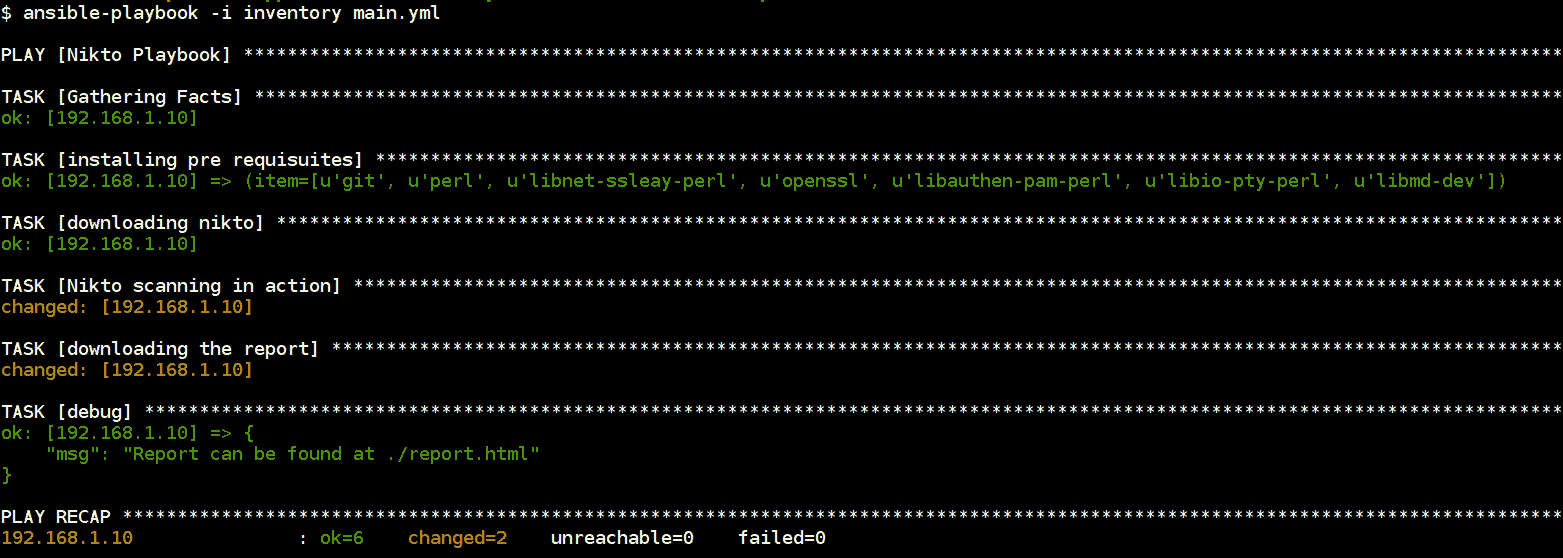 $ ansible-playbook -i inventory main.yml
PLAY [Nikto Playbook] ************************************************************************************************************************
TASK [Gathering Facts] ***********************************************************************************************************************
ok: [192.168.1.10]
TASK [installing pre requisuites] ************************************************************************************************************
ok: [192.168.1.10] => (item=[u'git', u'perl', u'libnet-ssleay-perl', u'openssl', u'libauthen-pam-perl', u'libio-pty-perl', u'libmd-dev'])
TASK [downloading nikto] *********************************************************************************************************************
ok: [192.168.1.10]
TASK [Nikto scanning in action] **************************************************************************************************************
changed: [192.168.1.10]
TASK [downloading the report] ****************************************************************************************************************
changed: [192.168.1.10]
TASK [debug] *********************************************************************************************************************************
ok: [192.168.1.10] => {
    "msg": "Report can be found at ./report.html"
}
PLAY RECAP ***********************************************************************************************************************************
192.168.1.10               : ok=6    changed=2    unreachable=0    failed=0